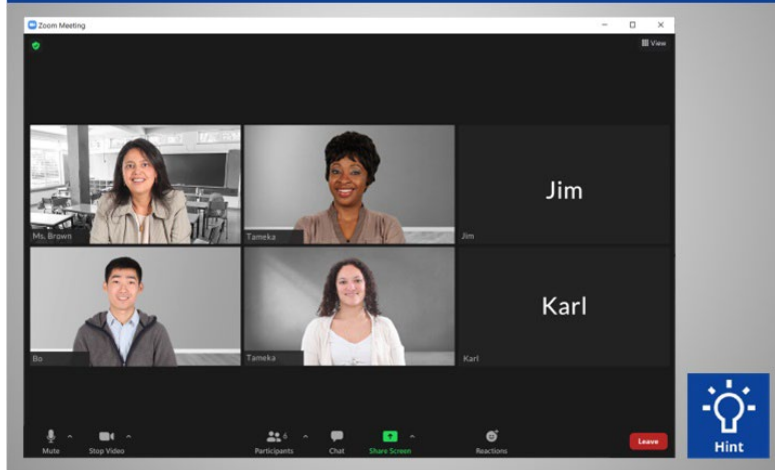 Zoom Meeting
View
Ms. Brown
Tameka
Jim
Jim
Bo
Tameka
Karl
Karl
Mute
Stop Video
6
Participants
Chat
Share Screen
Reactions
Leave
Hint